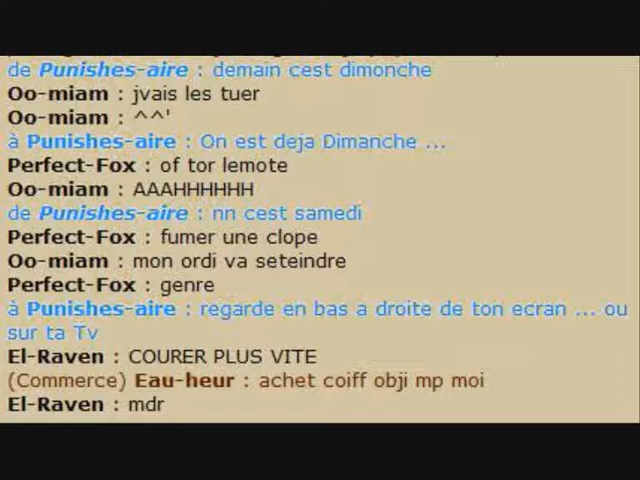 de Punishes-aire : demain cest dimonche
Oo-miam : jvais les tuer
Oo-miam : ^^'
à Punishes-aire : On est deja Dimanche ...
Perfect-Fox : of tor lemote
Oo-miam : AAAHHHHHH
de Punishes-aire : nn cest samedi
Perfect-Fox : fumer une clope
Oo-miam : mon ordi va seteindre
Perfect-Fox : genre
à Punishes-aire : regarde en bas a droite de ton ecran ... ou
sur ta Tv
El-Raven : COURER PLUS VITE
(Commerce) Eau-heur : achet coiff obji mp moi
El-Raven : mdr